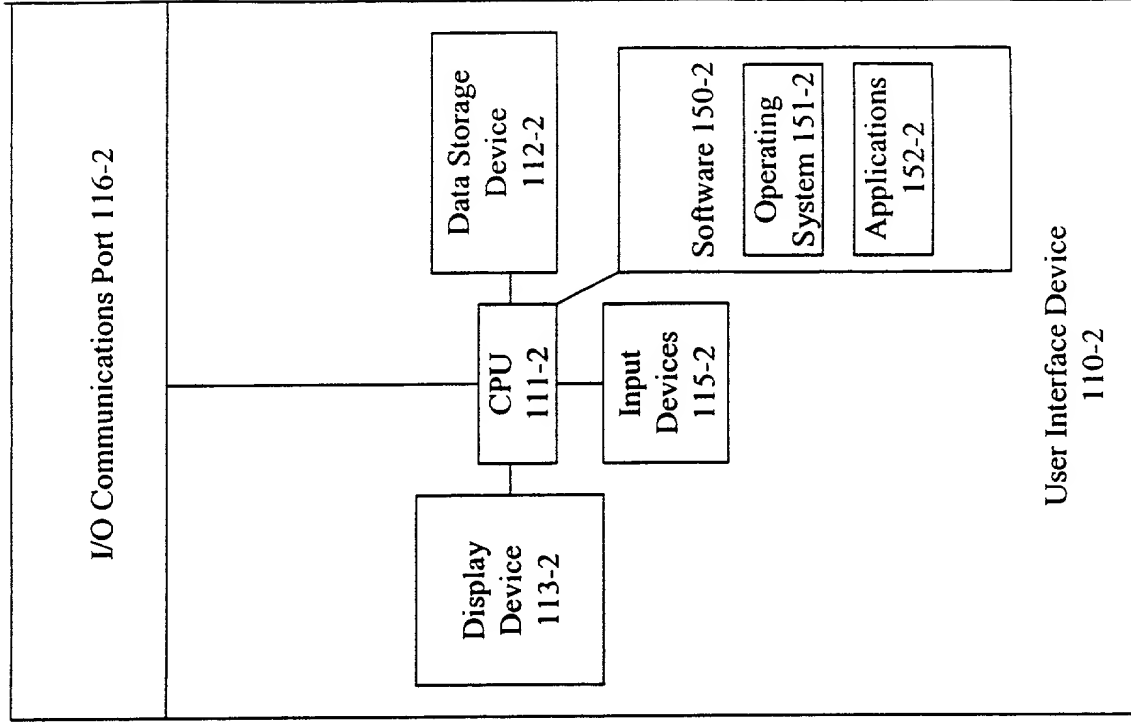 I/O Communications Port 116-2
Data Storage
Device
112-2
Software 150-2
Operating
System 151-2
Applications
152-2
CPU
111-2
Input
Devices
115-2
Display
Device
113-2
User Interface Device
110-2